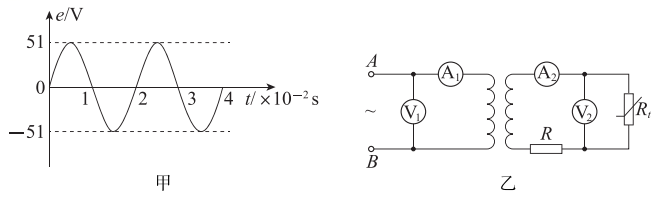 e/V
51
0
1
2
3
4
t/×10⁻² s
−51
甲
A
A₁
A₂
~
V₁
V₂
Rₜ
R
B
乙